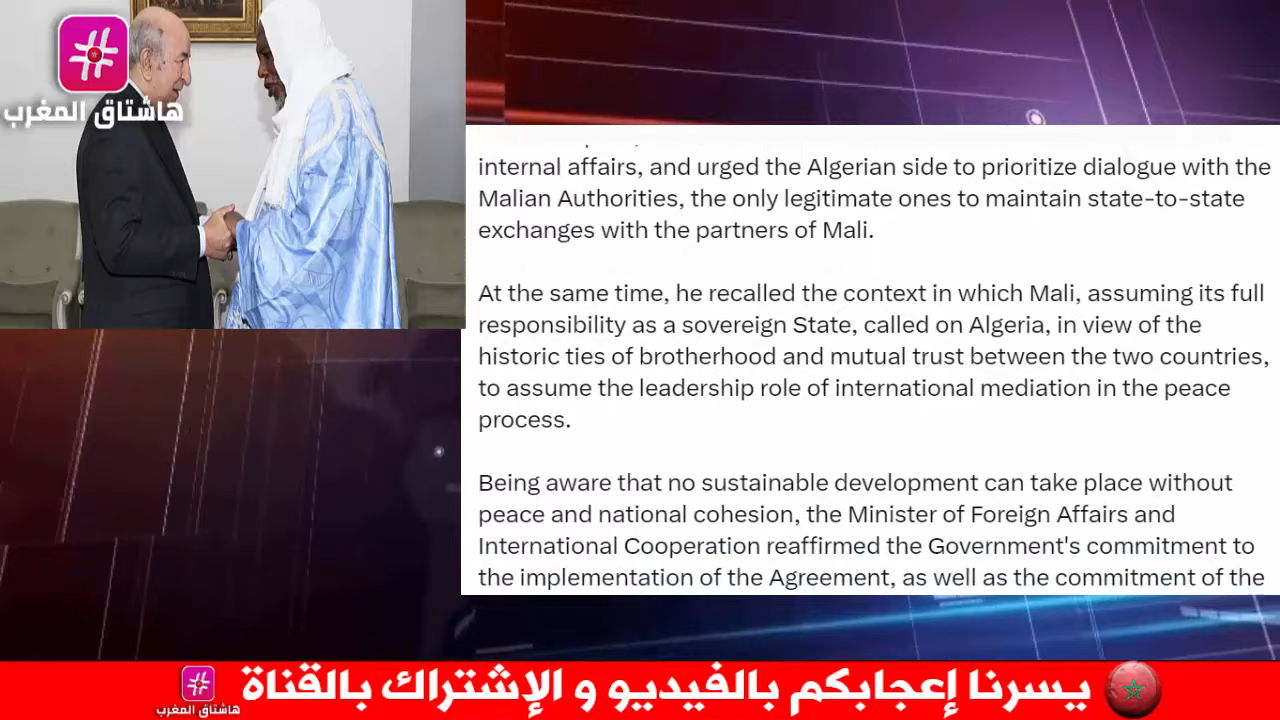 هاشتاق المغرب
internal affairs, and urged the Algerian side to prioritize dialogue with the
Malian Authorities, the only legitimate ones to maintain state-to-state
exchanges with the partners of Mali.
At the same time, he recalled the context in which Mali, assuming its full
responsibility as a sovereign State, called on Algeria, in view of the
historic ties of brotherhood and mutual trust between the two countries,
to assume the leadership role of international mediation in the peace
process.
Being aware that no sustainable development can take place without
peace and national cohesion, the Minister of Foreign Affairs and
International Cooperation reaffirmed the Government's commitment to
the implementation of the Agreement, as well as the commitment of the
يسرنا إعجابكم بالفيديو و الإشتراك بالقناة
هاشتاق المغرب